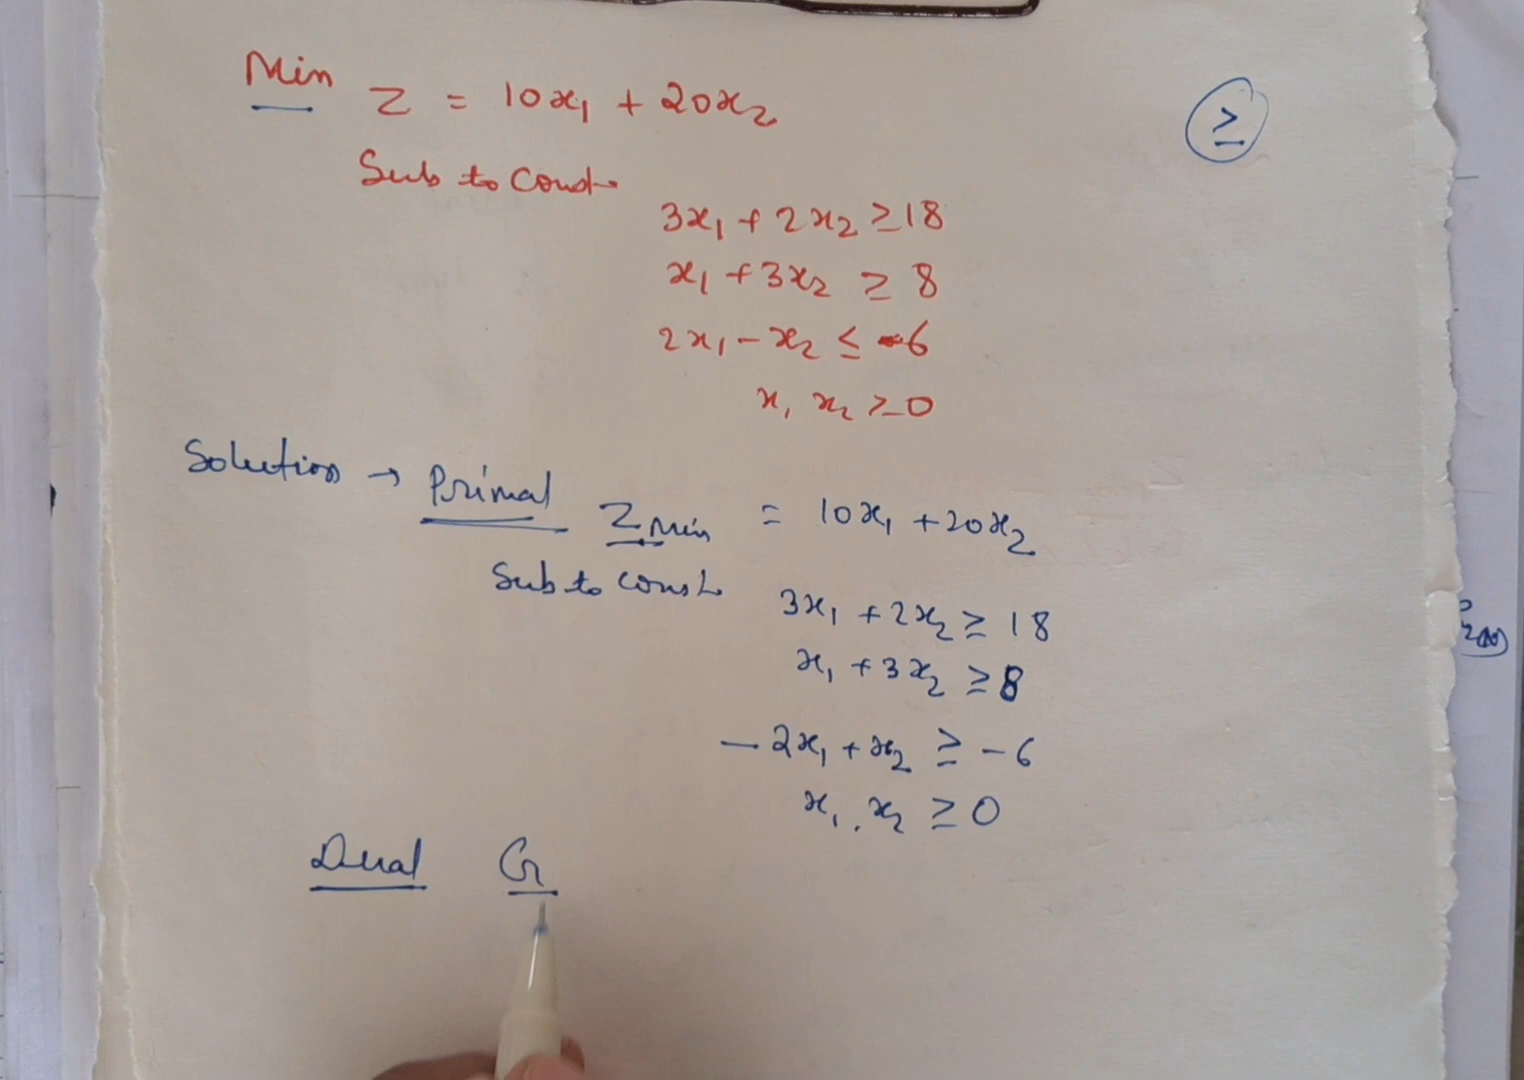 Min Z = 10x₁ + 20x₂
≥
Sub to Const
3x₁ + 2x₂ ≥ 18
x₁ + 3x₂ ≥ 8
2x₁ - x₂ ≤ 6
x₁ x₂ ≥ 0
Solution → Primal Z Min = 10x₁ + 20x₂
Sub to const
3x₁ + 2x₂ ≥ 18
x₁ + 3x₂ ≥ 8
- 2x₁ + x₂ ≥ - 6
x₁, x₂ ≥ 0
Dual G